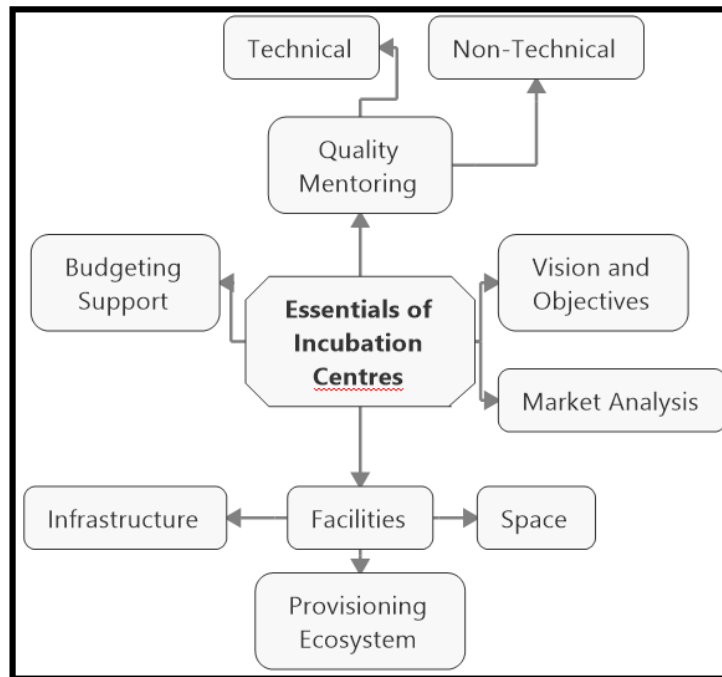 Technical
Non-Technical
Quality
Mentoring
Budgeting
Support
Essentials of
Incubation
Centres
Vision and
Objectives
Market Analysis
Infrastructure
Facilities
Space
Provisioning
Ecosystem